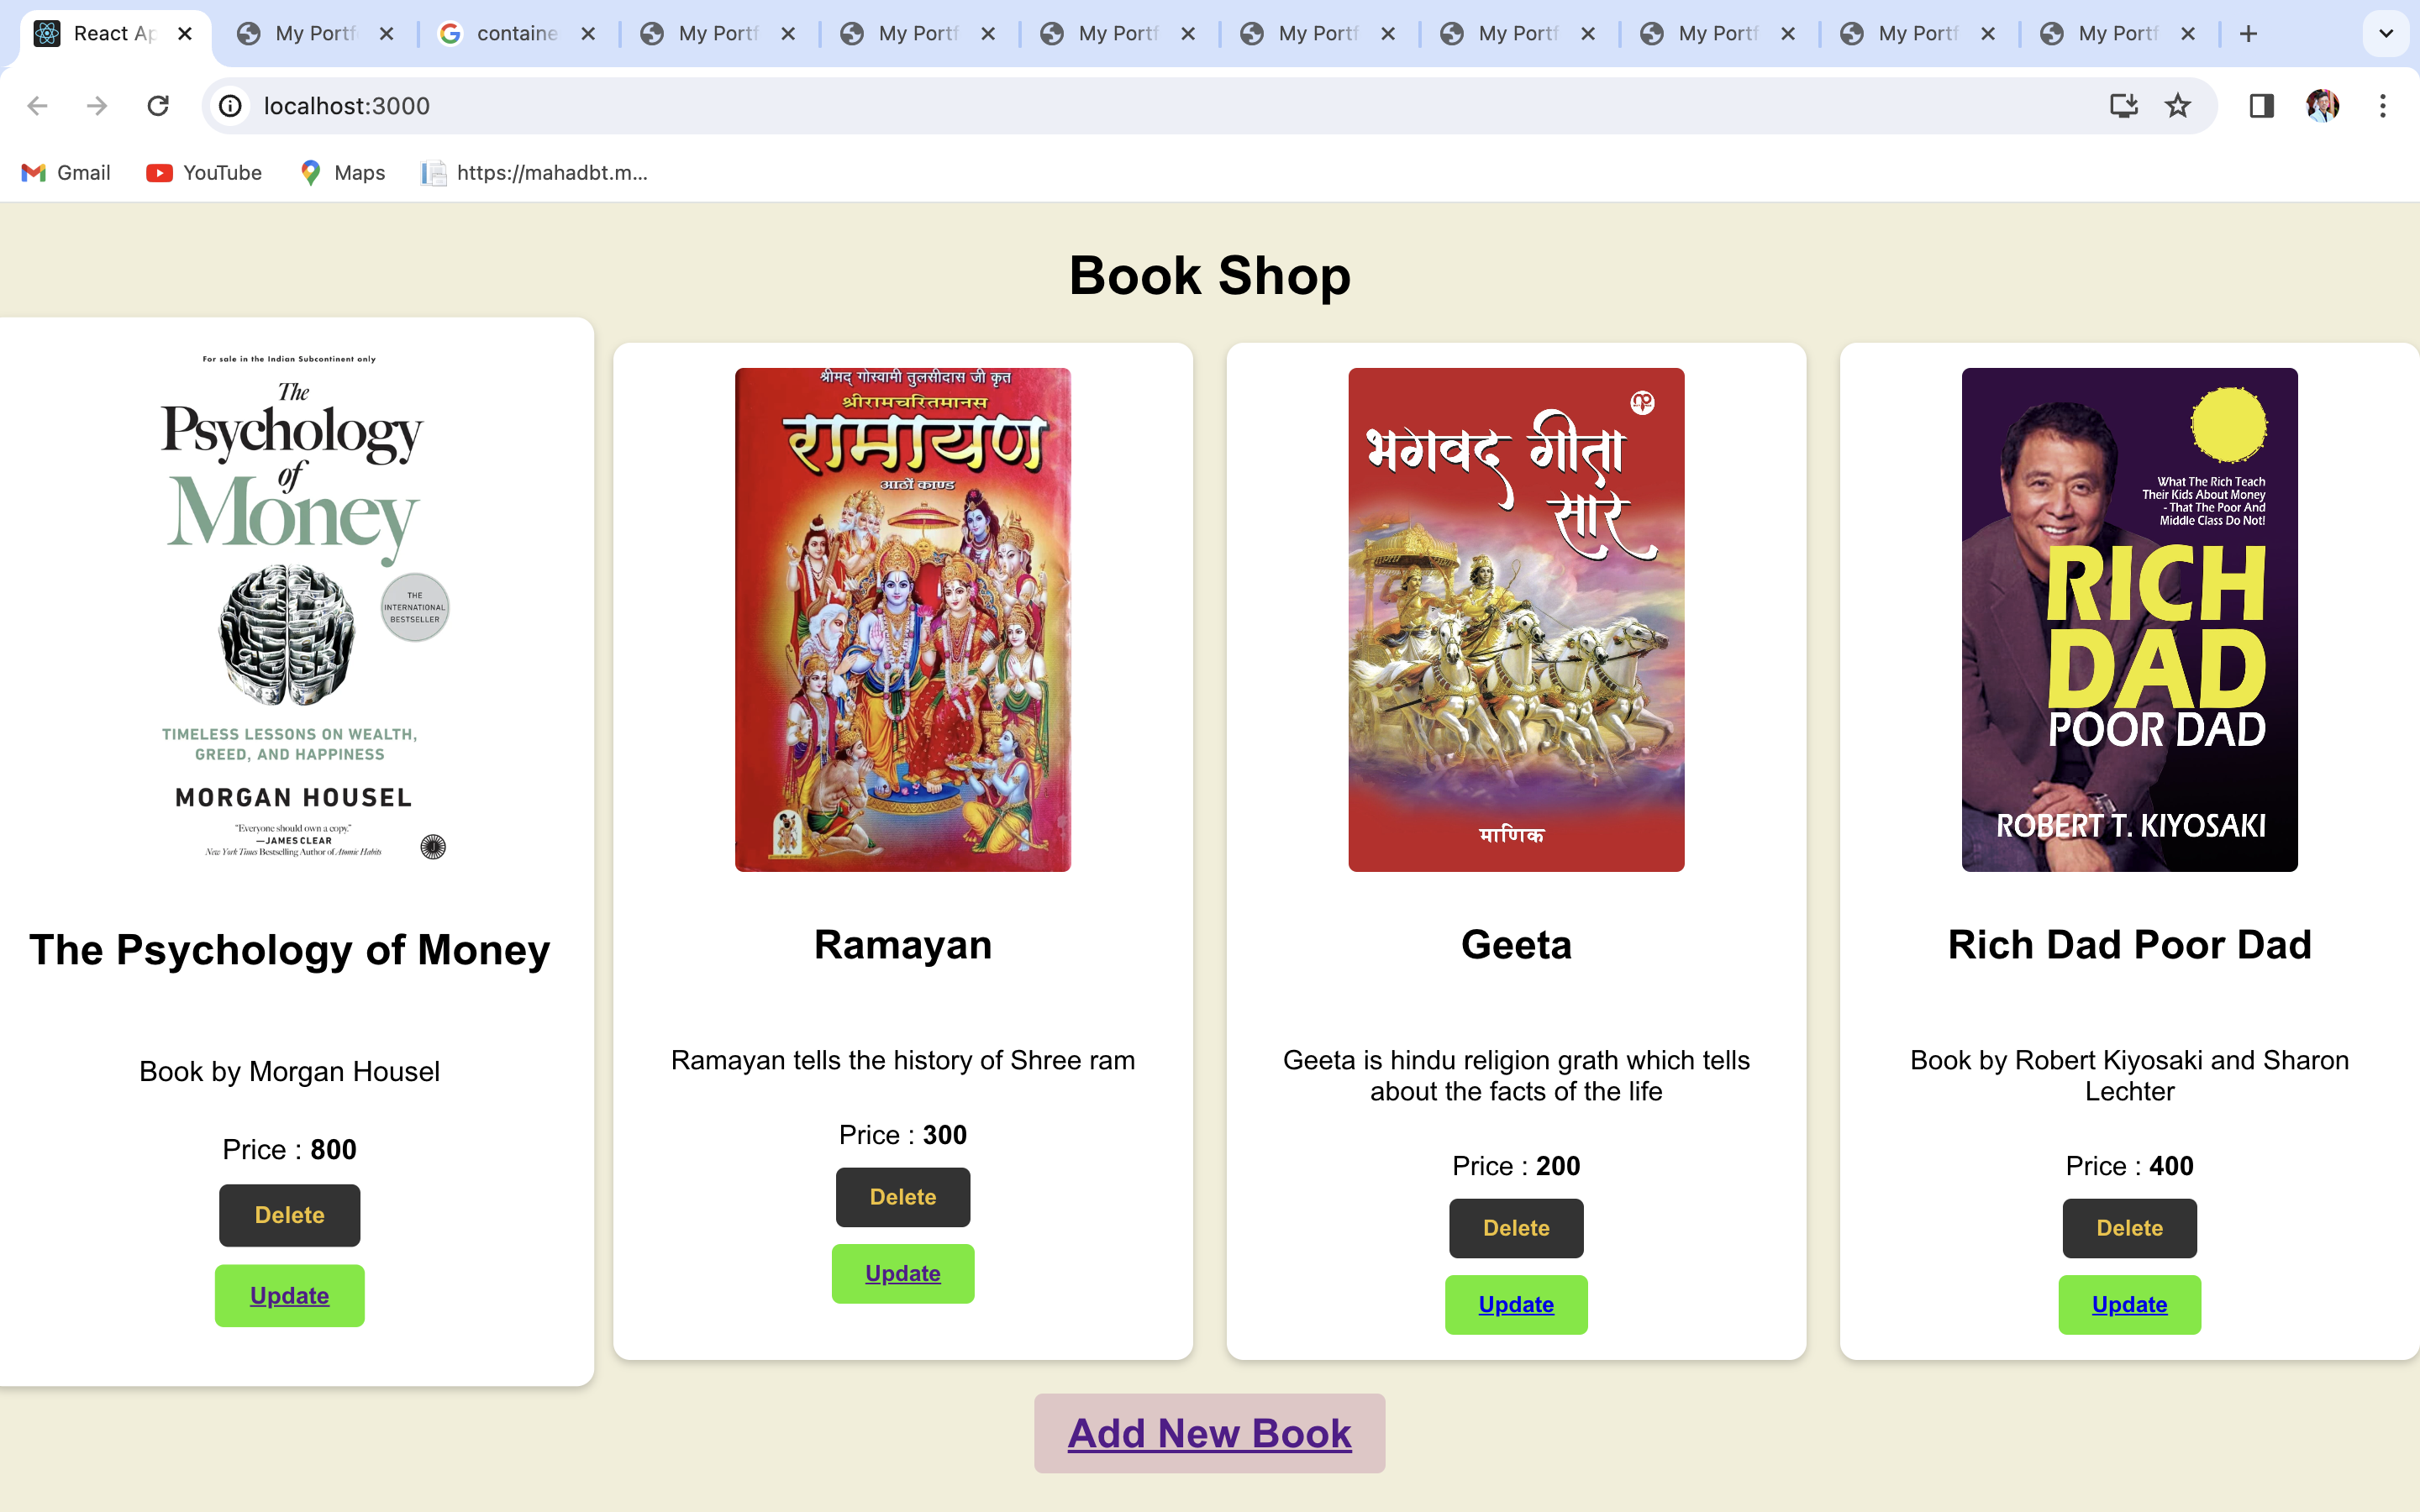 React Ap
My Portf
containe
My Portf
My Portf
My Portf
My Portf
My Portf
My Portf
My Portf
My Portf
localhost:3000
Gmail
YouTube
Maps
https://mahadbt.m...
Book Shop
For sale in the Indian Subcontinent only
The
Psychology
of
Money
THE
INTERNATIONAL
BESTSELLER
TIMELESS LESSONS ON WEALTH,
GREED, AND HAPPINESS
MORGAN HOUSEL
"Everyone should own a copy."
—JAMES CLEAR
New York Times Bestselling Author of Atomic Habits
The Psychology of Money
Book by Morgan Housel
Price : 800
Delete
Update
श्रीमद् गोस्वामी तुलसीदास जी कृत
श्रीरामचरितमानस
रामायण
आठों काण्ड
Ramayan
Ramayan tells the history of Shree ram
Price : 300
Delete
Update
भगवद गीता
सार
माणिक
Geeta
Geeta is hindu religion grath which tells
about the facts of the life
Price : 200
Delete
Update
What The Rich Teach
Their Kids About Money
- That The Poor And
Middle Class Do Not!
RICH
DAD
POOR DAD
ROBERT T. KIYOSAKI
Rich Dad Poor Dad
Book by Robert Kiyosaki and Sharon
Lechter
Price : 400
Delete
Update
Add New Book